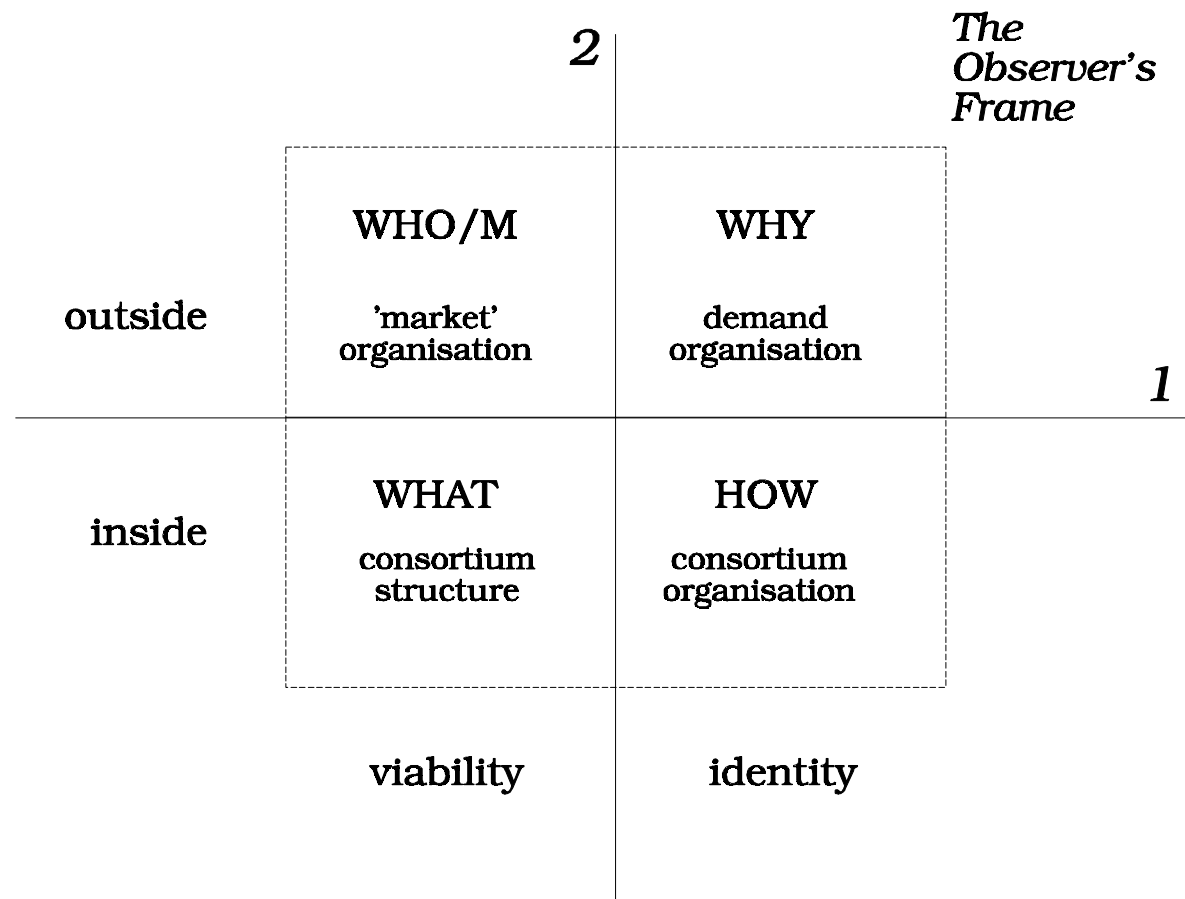 2
The
Observer's
Frame
WHO/M
WHY
outside
'market'
organisation
demand
organisation
1
WHAT
HOW
inside
consortium
structure
consortium
organisation
viability
identity